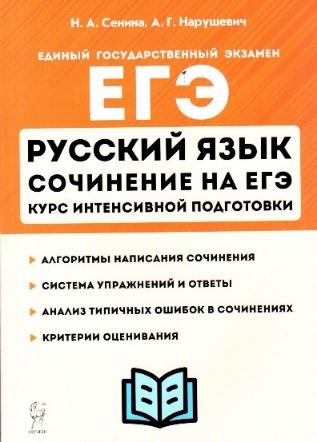 Н. А. Сенина, А. Г. Нарушевич
ЕДИНЫЙ ГОСУДАРСТВЕННЫЙ ЭКЗАМЕН
ЕГЭ
РУССКИЙ ЯЗЫК
СОЧИНЕНИЕ НА ЕГЭ
КУРС ИНТЕНСИВНОЙ ПОДГОТОВКИ
АЛГОРИТМЫ НАПИСАНИЯ СОЧИНЕНИЯ
СИСТЕМА УПРАЖНЕНИЙ И ОТВЕТЫ
АНАЛИЗ ТИПИЧНЫХ ОШИБОК В СОЧИНЕНИЯХ
КРИТЕРИИ ОЦЕНИВАНИЯ
ЛЕГИОН